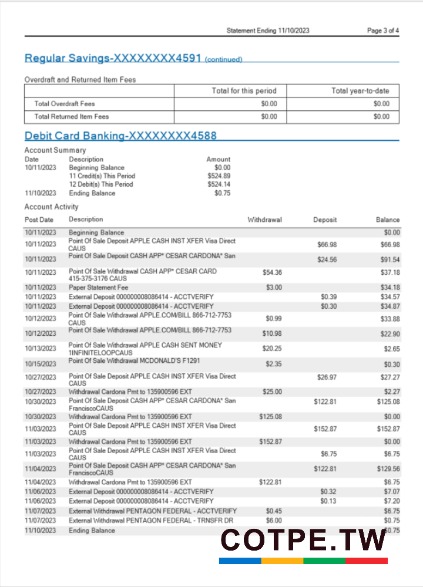 Statement Ending 11/10/2023 Page 3 of 4
Regular Savings-XXXXXXXX4591 (continued)
Overdraft and Returned Item Fees
Total for this period Total year-to-date
Total Overdraft Fees $0.00 $0.00
Total Returned Item Fees $0.00 $0.00
Debit Card Banking-XXXXXXXX4588
Account Summary
Date Description Amount
10/11/2023 Beginning Balance $0.00
11 Credit(s) This Period $524.89
12 Debit(s) This Period $524.14
11/10/2023 Ending Balance $0.75
Account Activity
Post Date Description Withdrawal Deposit Balance
10/11/2023 Beginning Balance $0.00
10/11/2023 Point Of Sale Deposit APPLE CASH INST XFER Visa Direct $66.98 $66.98
CAUS
10/11/2023 Point Of Sale Deposit CASH APP* CESAR CARDONA* San $24.56 $91.54
10/11/2023 Point Of Sale Withdrawal CASH APP* CESAR CARD $54.36 $37.18
415-375-3176 CAUS
10/11/2023 Paper Statement Fee $3.00 $34.18
10/11/2023 External Deposit 000000008086414 - ACCTVERIFY $0.39 $34.57
10/11/2023 External Deposit 000000008086414 - ACCTVERIFY $0.30 $34.87
10/12/2023 Point Of Sale Withdrawal APPLE.COM/BILL 866-712-7753 $0.99 $33.88
CAUS
10/12/2023 Point Of Sale Withdrawal APPLE.COM/BILL 866-712-7753 $10.98 $22.90
10/13/2023 Point Of Sale Withdrawal APPLE CASH SENT MONEY $20.25 $2.65
1INFINITELOOPCAUS
10/15/2023 Point Of Sale Withdrawal MCDONALD'S F1291 $2.35 $0.30
10/27/2023 Point Of Sale Deposit APPLE CASH INST XFER Visa Direct $26.97 $27.27
CAUS
10/27/2023 Withdrawal Cardona Pmt to 135900596 EXT $25.00 $2.27
10/30/2023 Point Of Sale Deposit CASH APP* CESAR CARDONA* San $122.81 $125.08
FranciscoCAUS
10/30/2023 Withdrawal Cardona Pmt to 135900596 EXT $125.08 $0.00
11/03/2023 Point Of Sale Deposit APPLE CASH INST XFER Visa Direct $152.87 $152.87
CAUS
11/03/2023 Withdrawal Cardona Pmt to 135900596 EXT $152.87 $0.00
11/03/2023 Point Of Sale Deposit APPLE CASH INST XFER Visa Direct $6.75 $6.75
CAUS
11/04/2023 Point Of Sale Deposit CASH APP* CESAR CARDONA* San $122.81 $129.56
FranciscoCAUS
11/04/2023 Withdrawal Cardona Pmt to 135900596 EXT $122.81 $6.75
11/06/2023 External Deposit 000000008086414 - ACCTVERIFY $0.32 $7.07
11/06/2023 External Deposit 000000008086414 - ACCTVERIFY $0.13 $7.20
11/07/2023 External Withdrawal PENTAGON FEDERAL - ACCTVERIFY $0.45 $6.75
11/07/2023 External Withdrawal PENTAGON FEDERAL - TRNSFR DR $6.00 $0.75
11/10/2023 Ending Balance $0.75
COTPE.TW